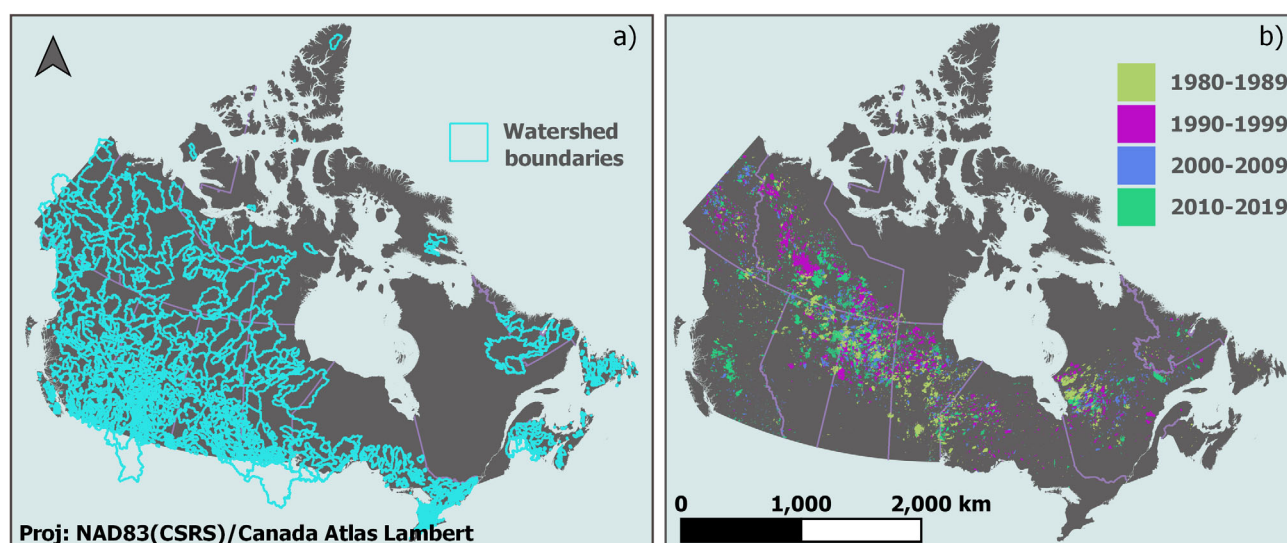 a)
Watershed
boundaries
Proj: NAD83(CSRS)/Canada Atlas Lambert
b)
1980-1989
1990-1999
2000-2009
2010-2019
0 1,000 2,000 km